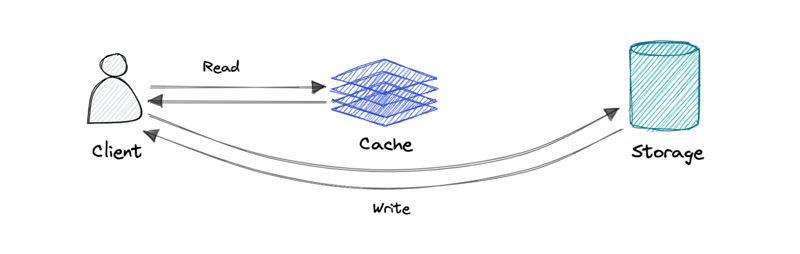 Read
Client
Cache
Storage
Write